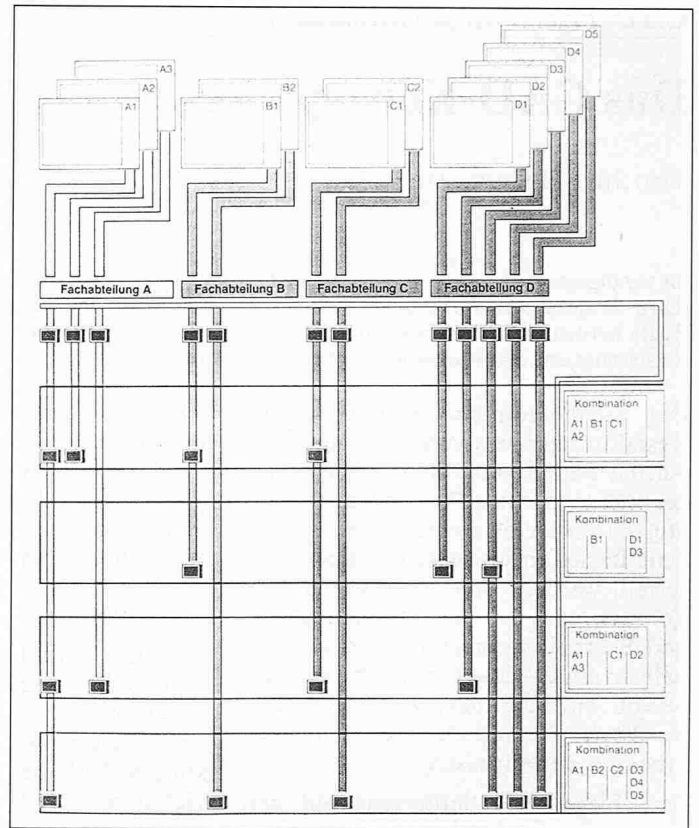 D5
D4
A3
D3
A2
B2
C2
D2
A1
B1
C1
D1
Fachabteilung A
Fachabteilung B
Fachabteilung C
Fachabteilung D
Kombination
A1 B1 C1
A2
Kombination
B1 D1
D3
Kombination
A1 C1 D2
A3
Kombination
A1 B2 C2 D3
D4
D5